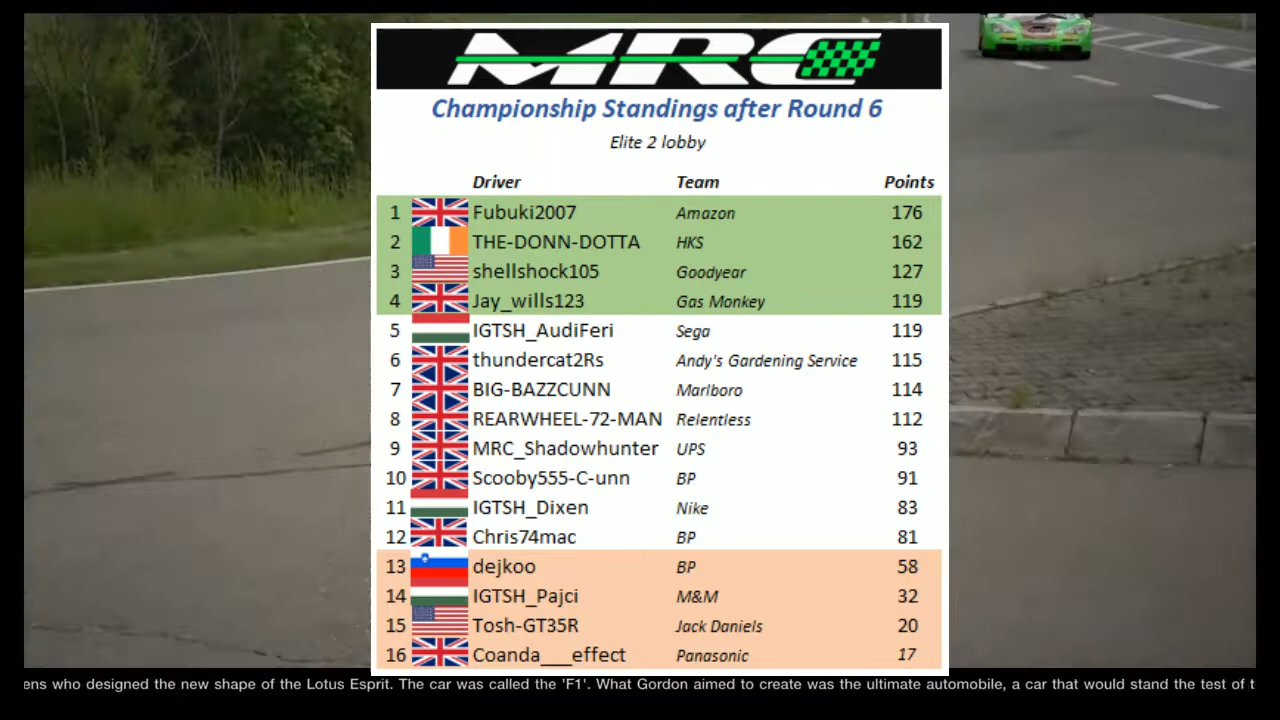 MRC
Championship Standings after Round 6
Elite 2 lobby
Driver Team Points
1 Fubuki2007 Amazon 176
2 THE-DONN-DOTTA HKS 162
3 shellshock105 Goodyear 127
4 Jay_wills123 Gas Monkey 119
5 IGTSH_AudiFeri Sega 119
6 thundercat2Rs Andy's Gardening Service 115
7 BIG-BAZZCUNN Marlboro 114
8 REARWHEEL-72-MAN Relentless 112
9 MRC_Shadowhunter UPS 93
10 Scooby555-C-unn BP 91
11 IGTSH_Dixen Nike 83
12 Chris74mac BP 81
13 dejkoo BP 58
14 IGTSH_Pajci M&M 32
15 Tosh-GT35R Jack Daniels 20
16 Coanda___effect Panasonic 17
ens who designed the new shape of the Lotus Esprit. The car was called the 'F1'. What Gordon aimed to create was the ultimate automobile, a car that would stand the test of t